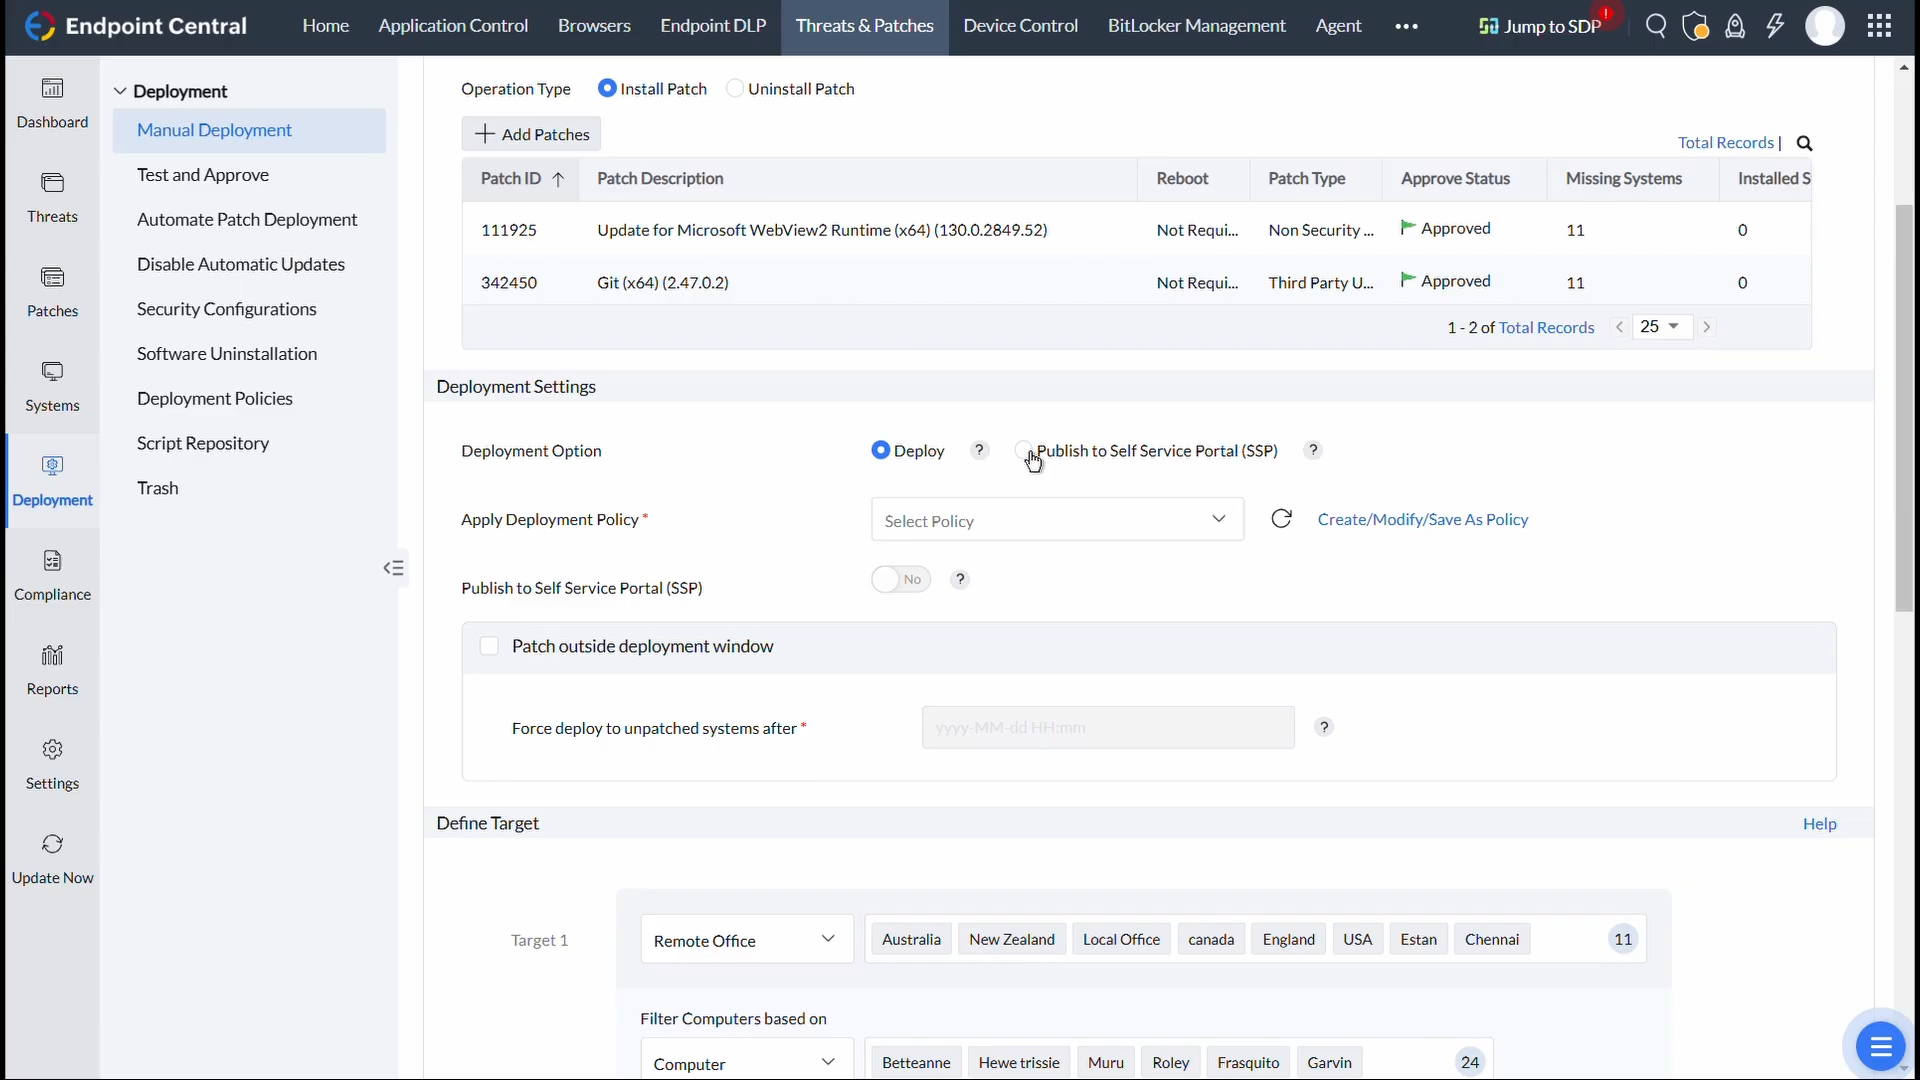 Endpoint Central Home Application Control Browsers Endpoint DLP Threats & Patches Device Control BitLocker Management Agent ••• Jump to SDP !
Dashboard
Threats
Patches
Systems
Deployment
Compliance
Reports
Settings
Update Now
Deployment
Manual Deployment
Test and Approve
Automate Patch Deployment
Disable Automatic Updates
Security Configurations
Software Uninstallation
Deployment Policies
Script Repository
Trash
Operation Type Install Patch Uninstall Patch
Add Patches
Total Records |
Patch ID Patch Description Reboot Patch Type Approve Status Missing Systems Installed S
111925 Update for Microsoft WebView2 Runtime (x64) (130.0.2849.52) Not Requi... Non Security ... Approved 11 0
342450 Git (x64) (2.47.0.2) Not Requi... Third Party U... Approved 11 0
1 - 2 of Total Records 25
Deployment Settings
Deployment Option Deploy ? Publish to Self Service Portal (SSP) ?
Apply Deployment Policy * Select Policy Create/Modify/Save As Policy
Publish to Self Service Portal (SSP) No ?
Patch outside deployment window
Force deploy to unpatched systems after * yyyy-MM-dd HH:mm ?
Define Target Help
Target 1 Remote Office Australia New Zealand Local Office canada England USA Estan Chennai 11
Filter Computers based on
Computer Betteanne Hewe trissie Muru Roley Frasquito Garvin 24